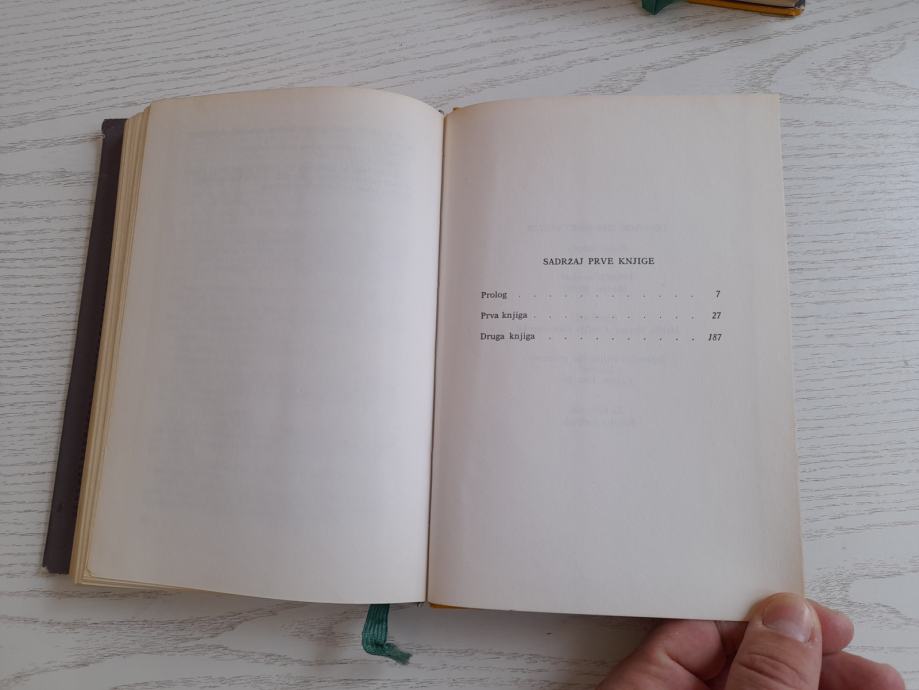 SADRŽAJ PRVE KNJIGE
Prolog . . . . . . . . . . . . 7
Prva knjiga . . . . . . . . . . . 27
Druga knjiga . . . . . . . . . . 187